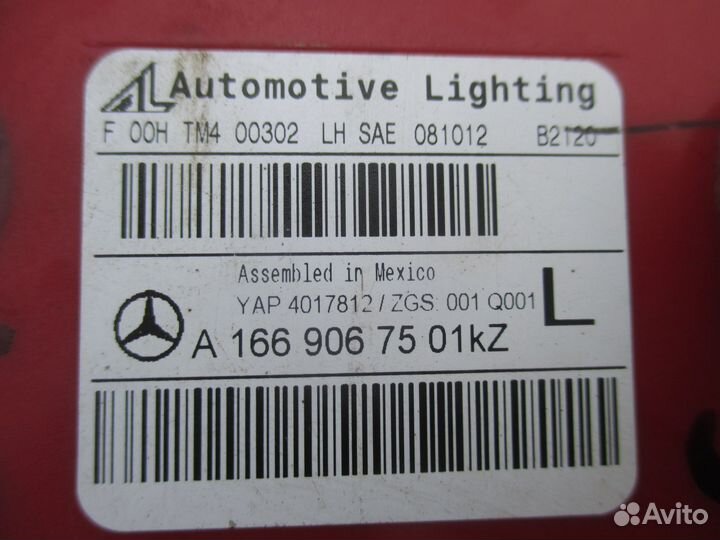 AL Automotive Lighting
F 00H TM4 00302 LH SAE 081012 B2120
Assembled in Mexico
YAP 4017812 / ZGS: 001 Q001
L
A 166 906 75 01kZ
Avito